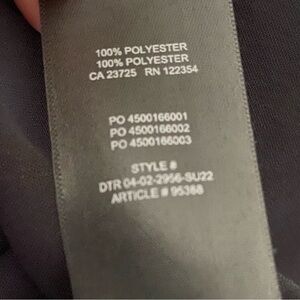 100% POLYESTER
100% POLYESTER
CA 23725 RN 122354
PO 4500166001
PO 4500166002
PO 4500166003
STYLE #
DTR 04-02-2956-SU22
ARTICLE # 95368